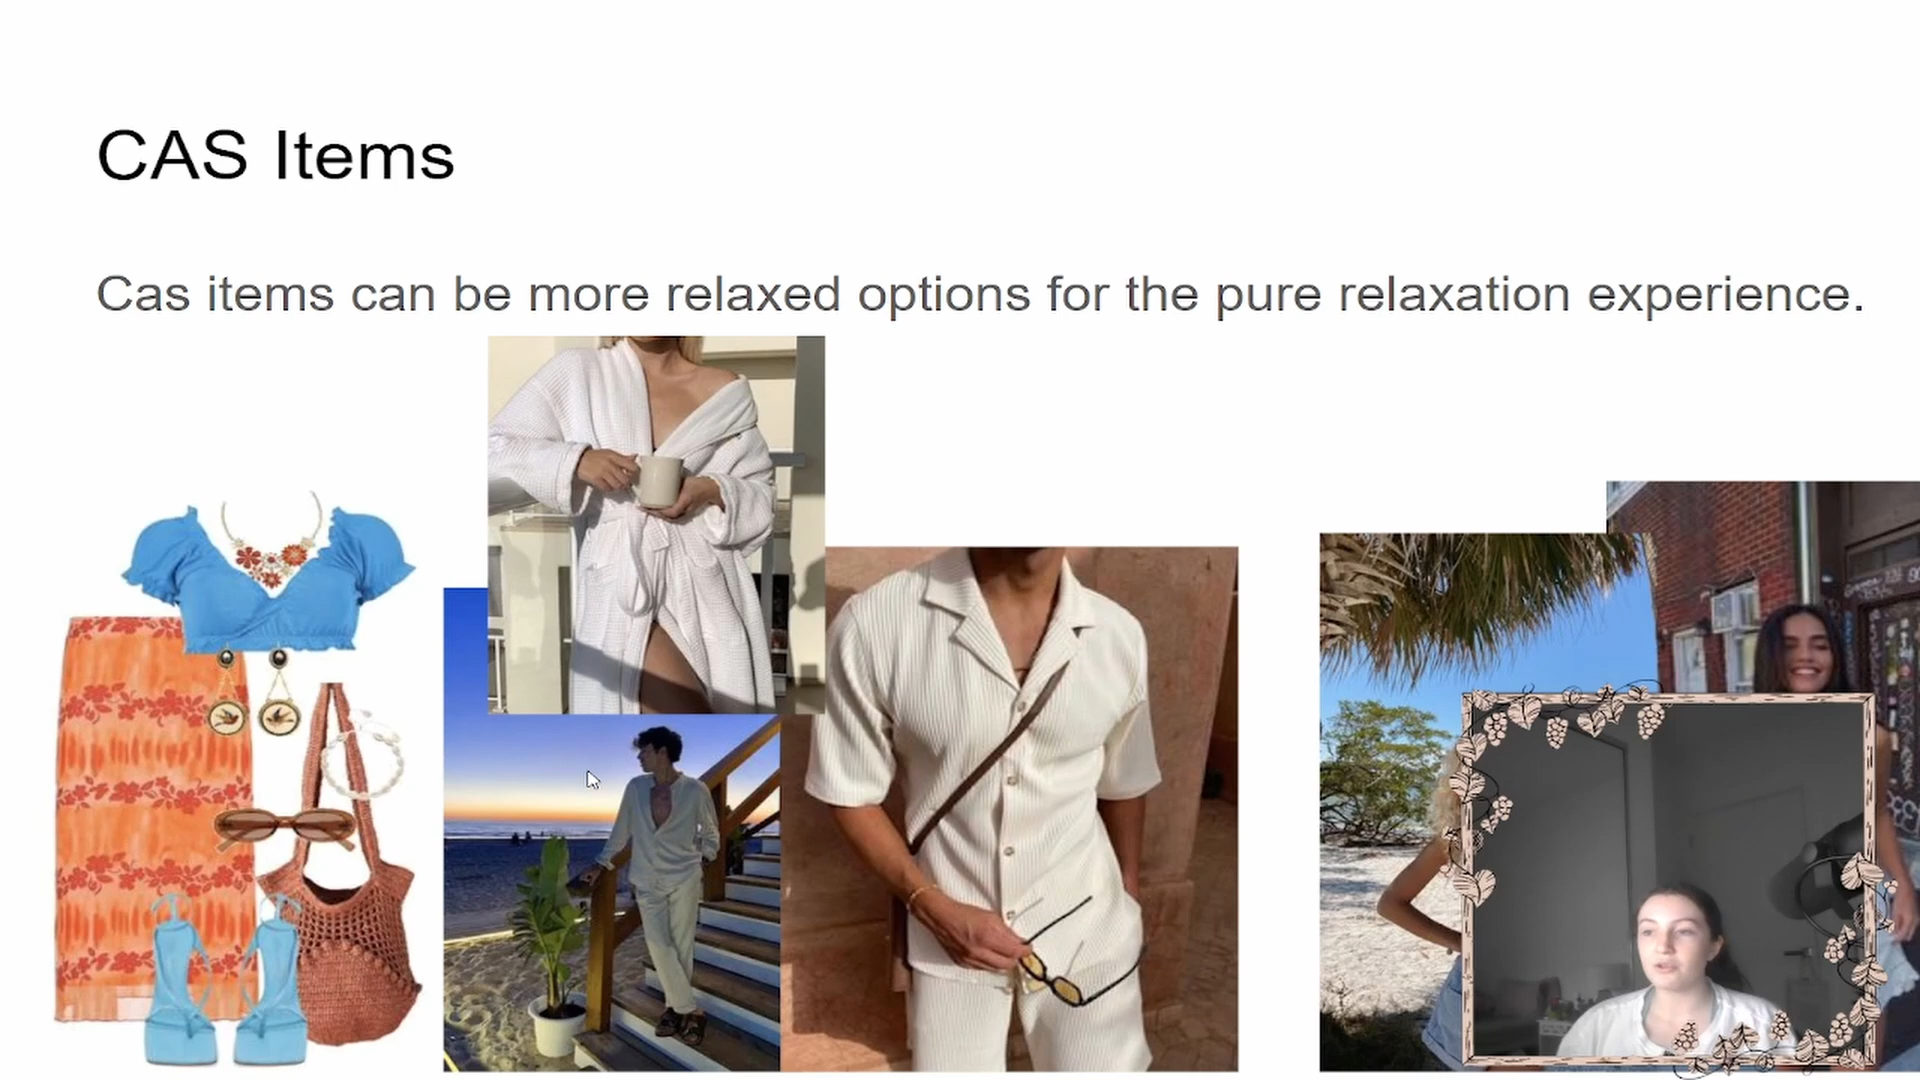 CAS Items
Cas items can be more relaxed options for the pure relaxation experience.